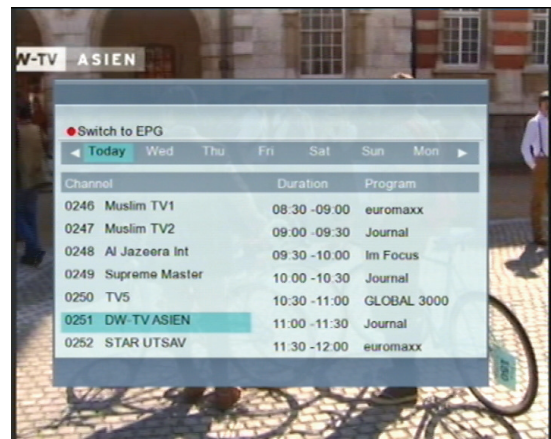 W-TV ASIEN
Switch to EPG
Today Wed Thu Fri Sat Sun Mon
Channel Duration Program
0246 Muslim TV1 08:30 -09:00 euromaxx
0247 Muslim TV2 09:00 -09:30 Journal
0248 Al Jazeera Int 09:30 -10:00 Im Focus
0249 Supreme Master 10:00 -10:30 Journal
0250 TV5 10:30 -11:00 GLOBAL 3000
0251 DW-TV ASIEN 11:00 -11:30 Journal
0252 STAR UTSAV 11:30 -12:00 euromaxx